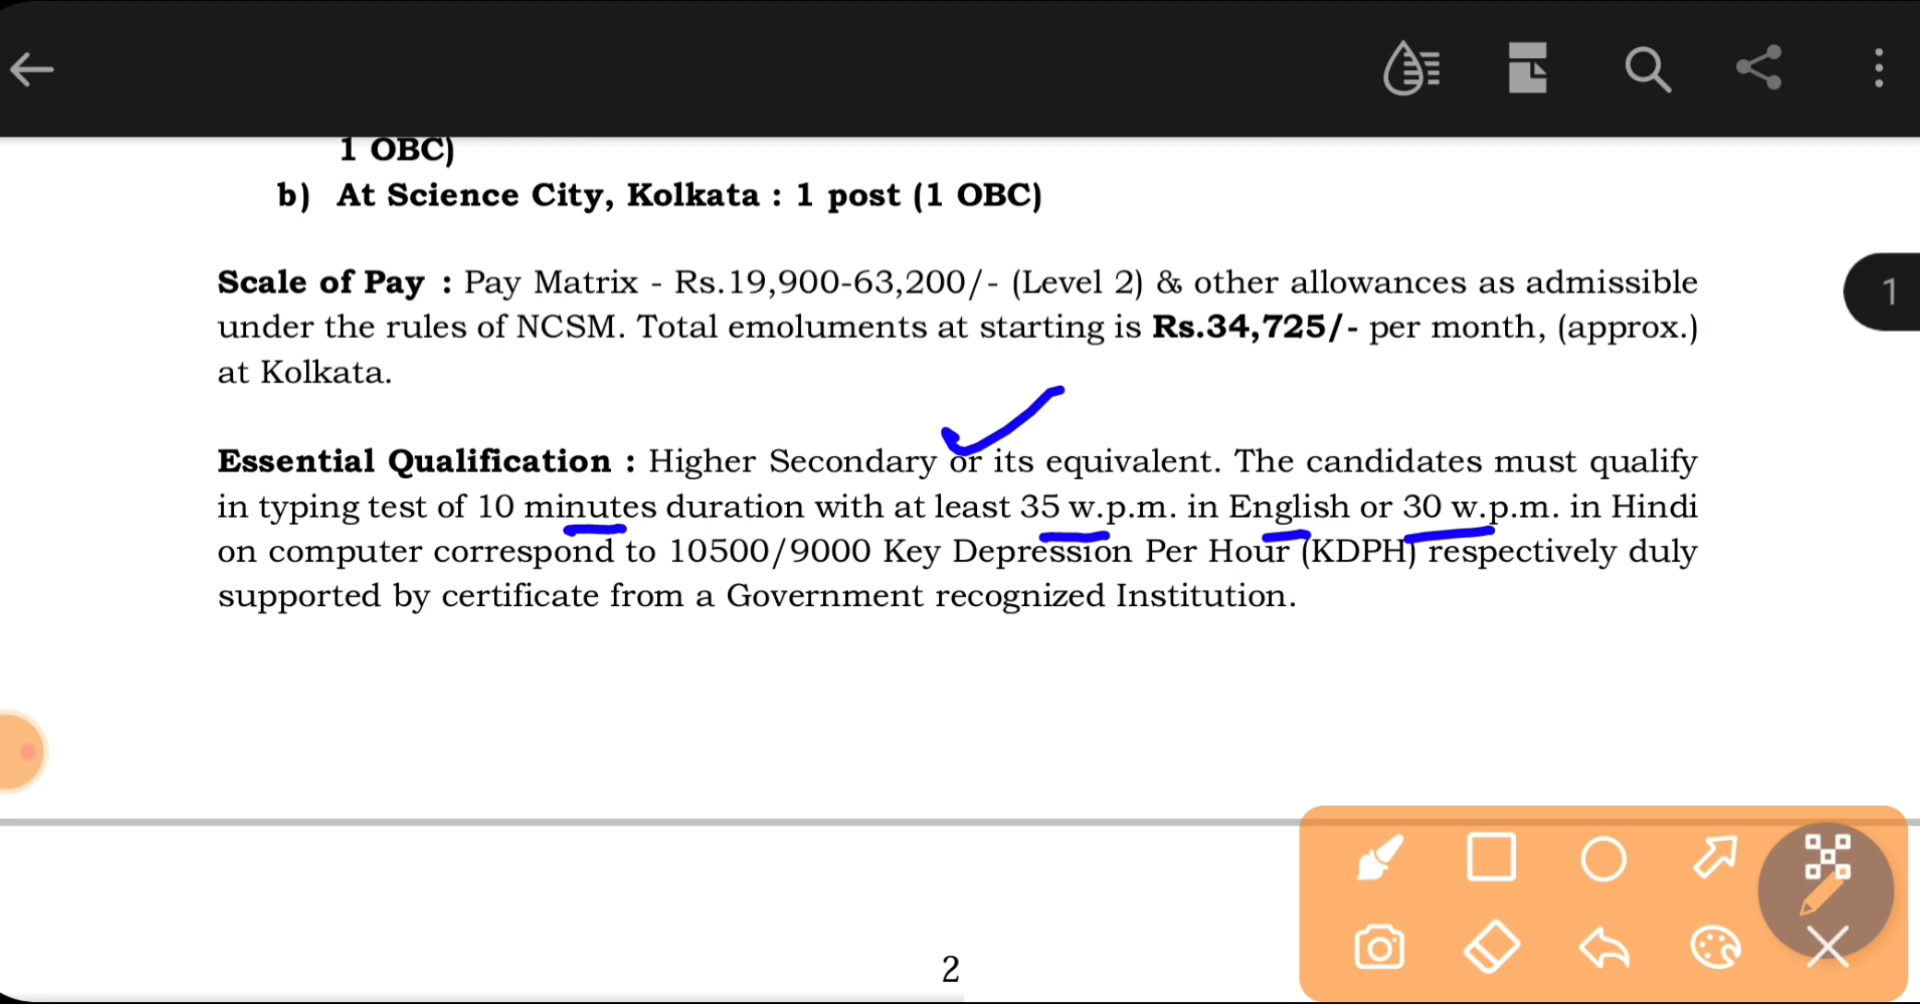 1 OBC)
b) At Science City, Kolkata : 1 post (1 OBC)
Scale of Pay : Pay Matrix - Rs.19,900-63,200/- (Level 2) & other allowances as admissible
1
under the rules of NCSM. Total emoluments at starting is Rs.34,725/- per month, (approx.)
at Kolkata.
Essential Qualification : Higher Secondary or its equivalent. The candidates must qualify
in typing test of 10 minutes duration with at least 35 w.p.m. in English or 30 w.p.m. in Hindi
on computer correspond to 10500/9000 Key Depression Per Hour (KDPH) respectively duly
supported by certificate from a Government recognized Institution.
2